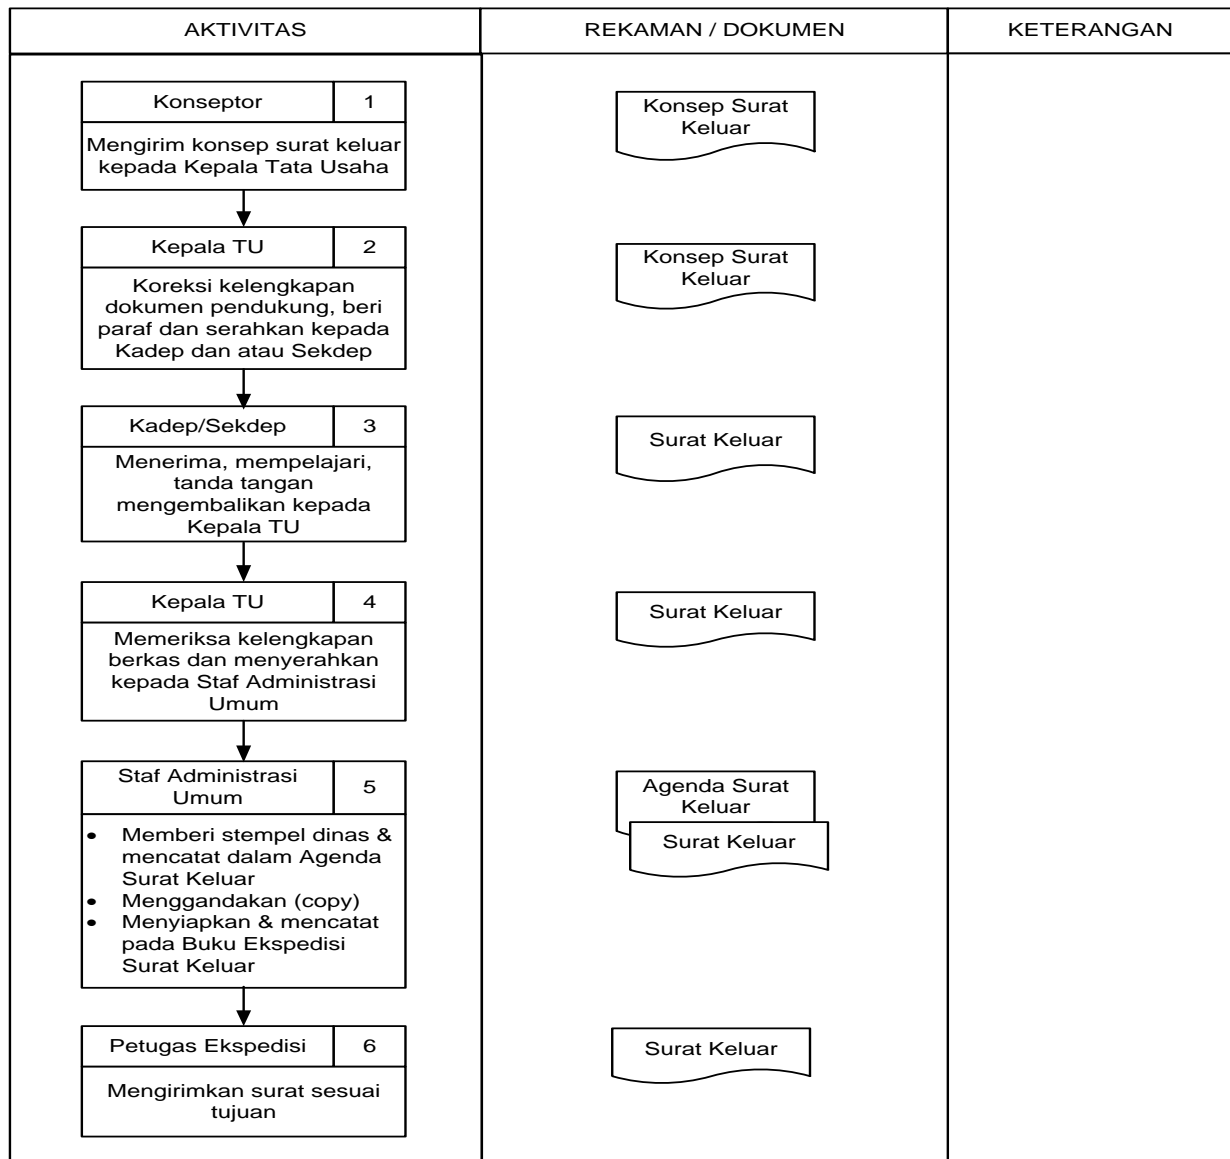 AKTIVITAS
REKAMAN / DOKUMEN
KETERANGAN
Konseptor
1
Mengirim konsep surat keluar
kepada Kepala Tata Usaha
Konsep Surat
Keluar
Kepala TU
2
Koreksi kelengkapan
dokumen pendukung, beri
paraf dan serahkan kepada
Kadep dan atau Sekdep
Konsep Surat
Keluar
Kadep/Sekdep
3
Menerima, mempelajari,
tanda tangan
mengembalikan kepada
Kepala TU
Surat Keluar
Kepala TU
4
Memeriksa kelengkapan
berkas dan menyerahkan
kepada Staf Administrasi
Umum
Surat Keluar
Staf Administrasi
Umum
5
• Memberi stempel dinas &
mencatat dalam Agenda
Surat Keluar
• Menggandakan (copy)
• Menyiapkan & mencatat
pada Buku Ekspedisi
Surat Keluar
Agenda Surat
Keluar
Surat Keluar
Petugas Ekspedisi
6
Mengirimkan surat sesuai
tujuan
Surat Keluar